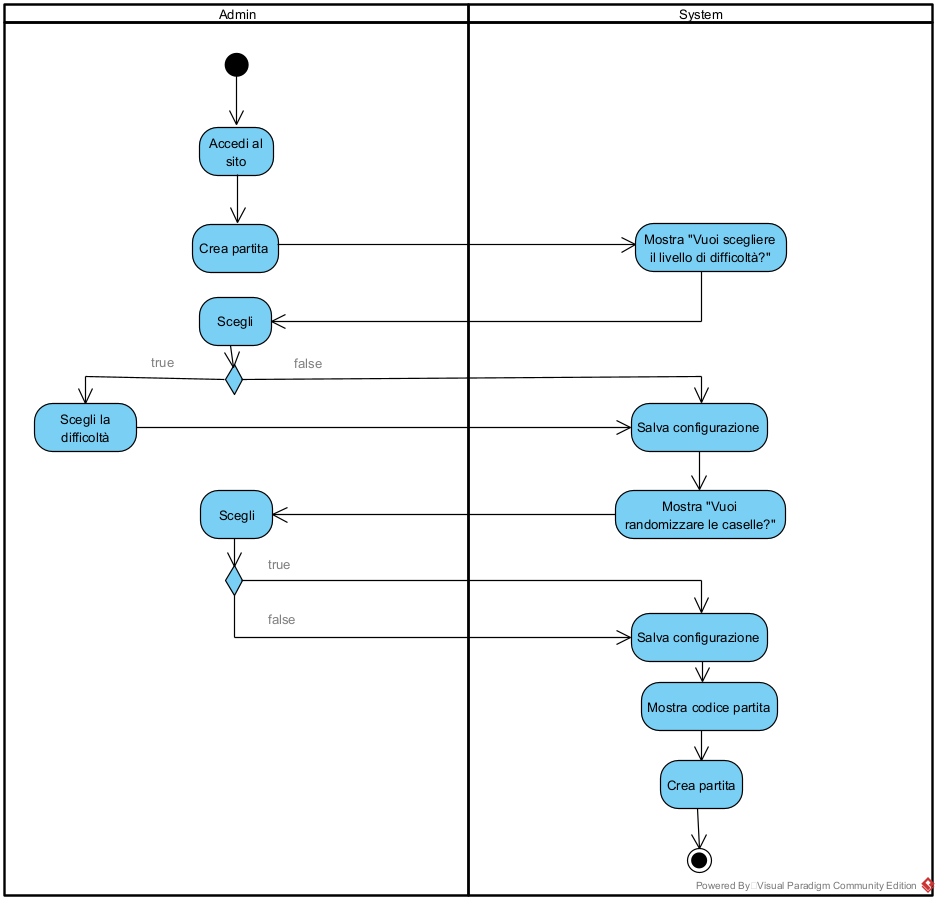 Admin
System
Accedi al
sito
Crea partita
Mostra "Vuoi scegliere
il livello di difficoltà?"
Scegli
true
false
Scegli la
difficoltà
Salva configurazione
Scegli
Mostra "Vuoi
randomizzare le caselle?"
true
false
Salva configurazione
Mostra codice partita
Crea partita
Powered By Visual Paradigm Community Edition